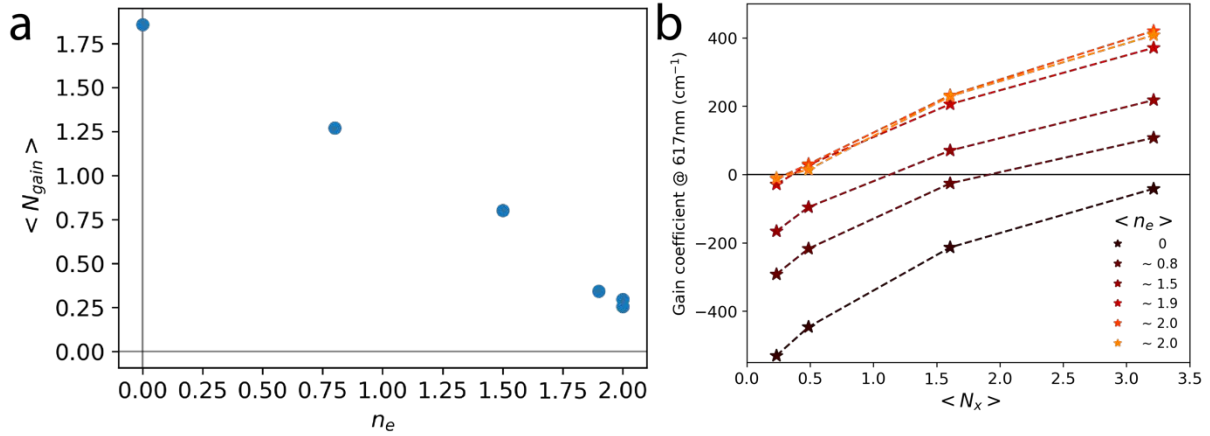 a
1.75
1.50
1.25
1.00
0.75
0.50
0.25
0.00
< N_gain >
0.00 0.25 0.50 0.75 1.00 1.25 1.50 1.75 2.00
n_e
b
400
200
0
−200
−400
Gain coefficient @ 617nm (cm⁻¹)
< n_e >
0
~ 0.8
~ 1.5
~ 1.9
~ 2.0
~ 2.0
0.0 0.5 1.0 1.5 2.0 2.5 3.0 3.5
< N_x >